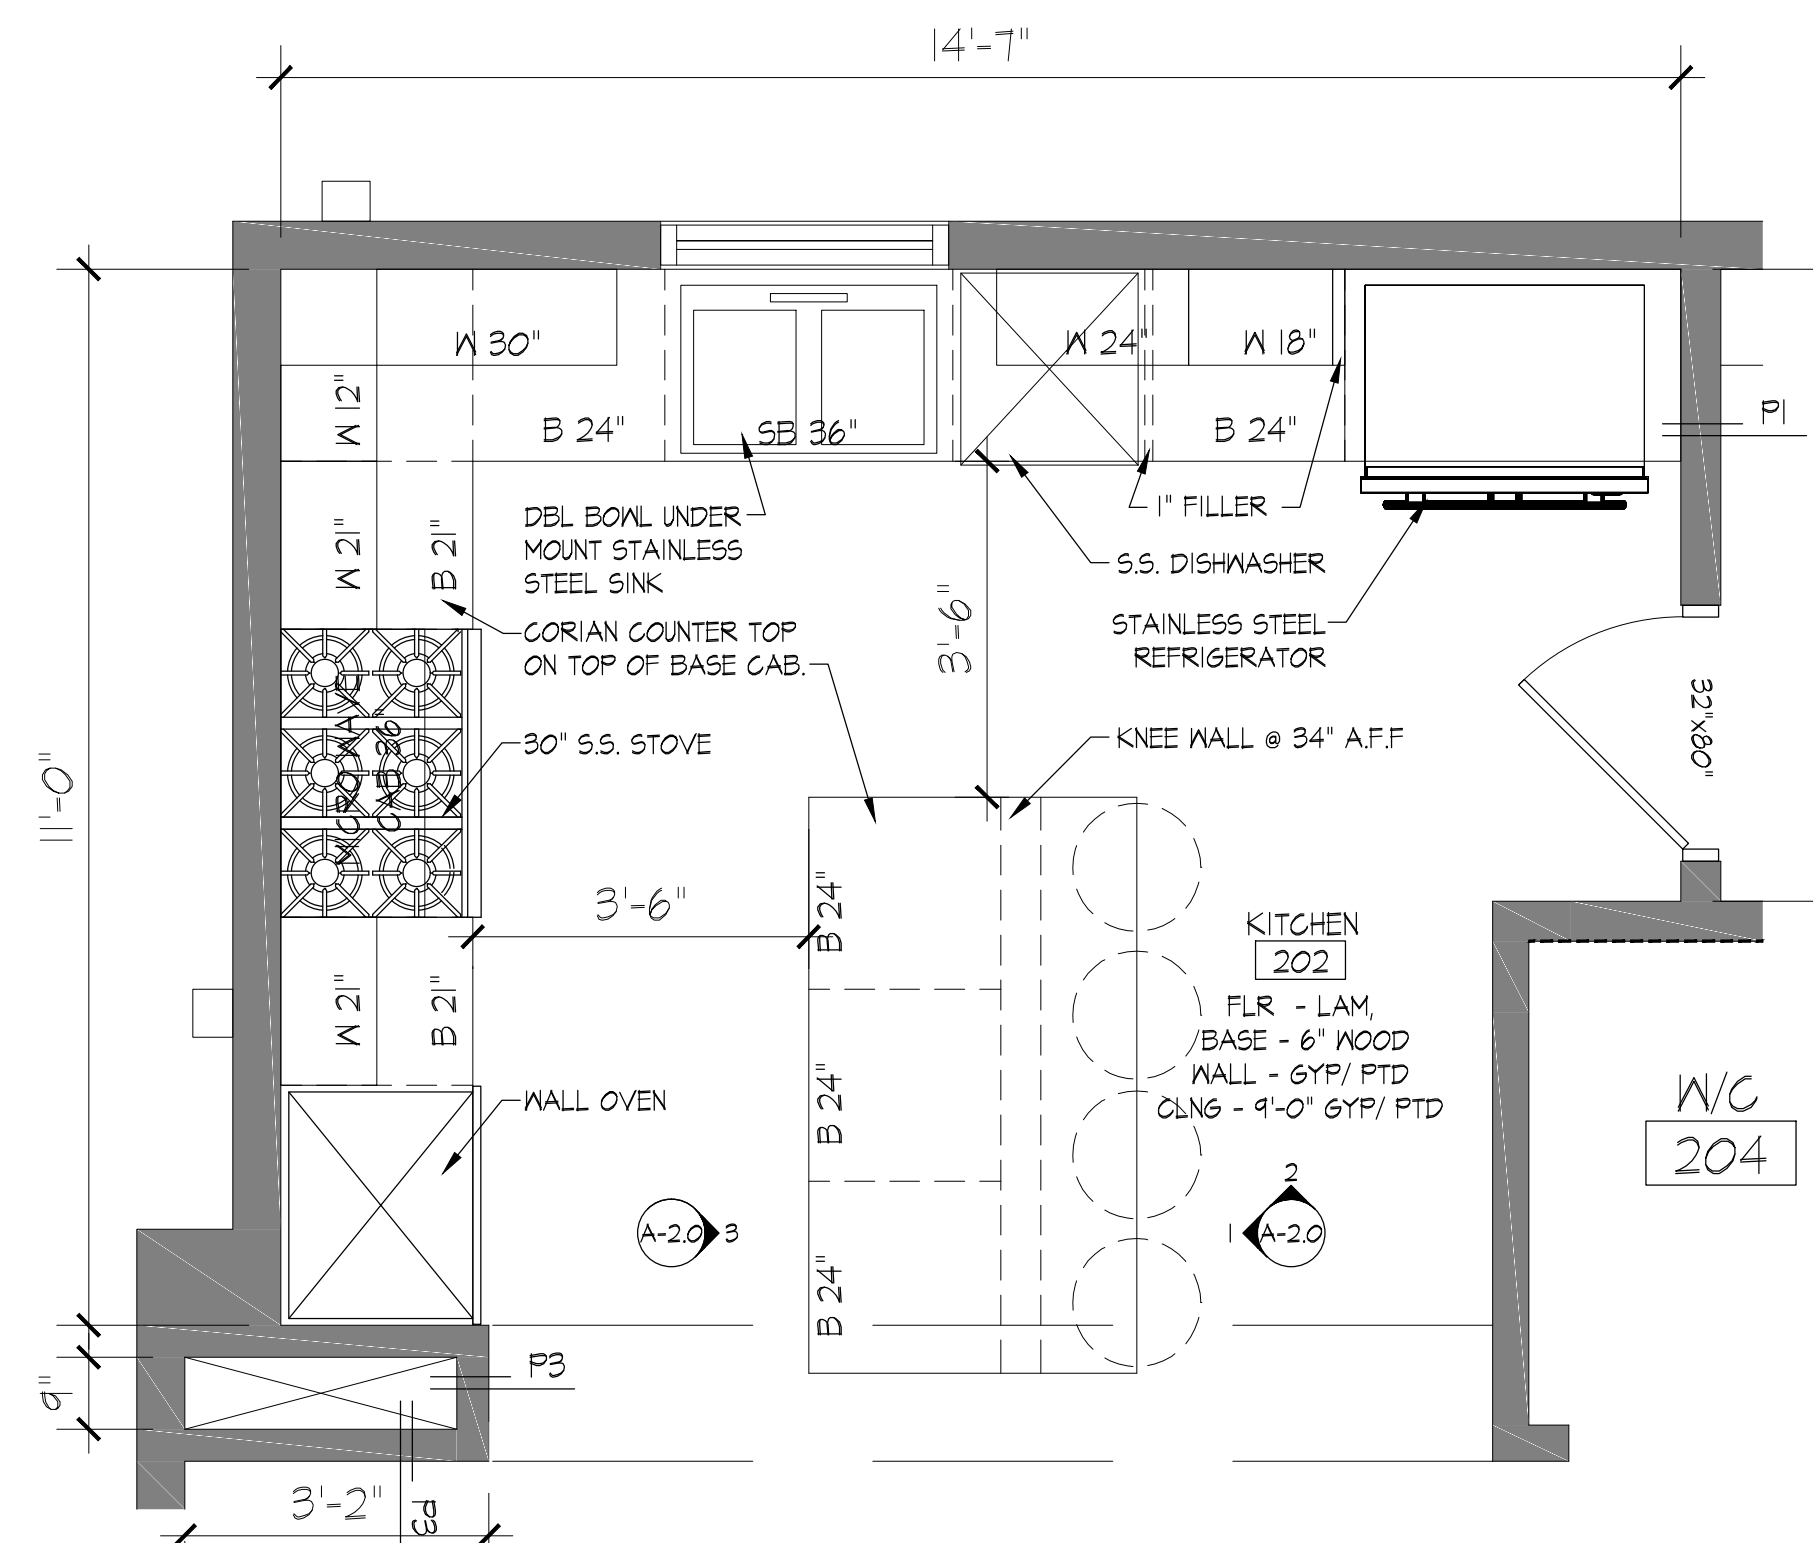 14'-7"
W 30"
W 24"
W 18"
W 12"
B 24"
SB 36"
B 24"
P1
W 21"
B 21"
DBL BOWL UNDER
MOUNT STAINLESS
STEEL SINK
1" FILLER
S.S. DISHWASHER
3'-6"
CORIAN COUNTER TOP
ON TOP OF BASE CAB.
STAINLESS STEEL
REFRIGERATOR
32"x80"
MICRO WAVE
CAB 36"
30" S.S. STOVE
KNEE WALL @ 34" A.F.F
11'-0"
3'-6"
B 24"
KITCHEN
202
FLR - LAM,
BASE - 6" WOOD
WALL - GYP/ PTD
CLNG - 9'-0" GYP/ PTD
W 21"
B 21"
WALL OVEN
B 24"
W/C
204
A-2.0
3
2
1
A-2.0
B 24"
P3
9"
3'-2"
P3